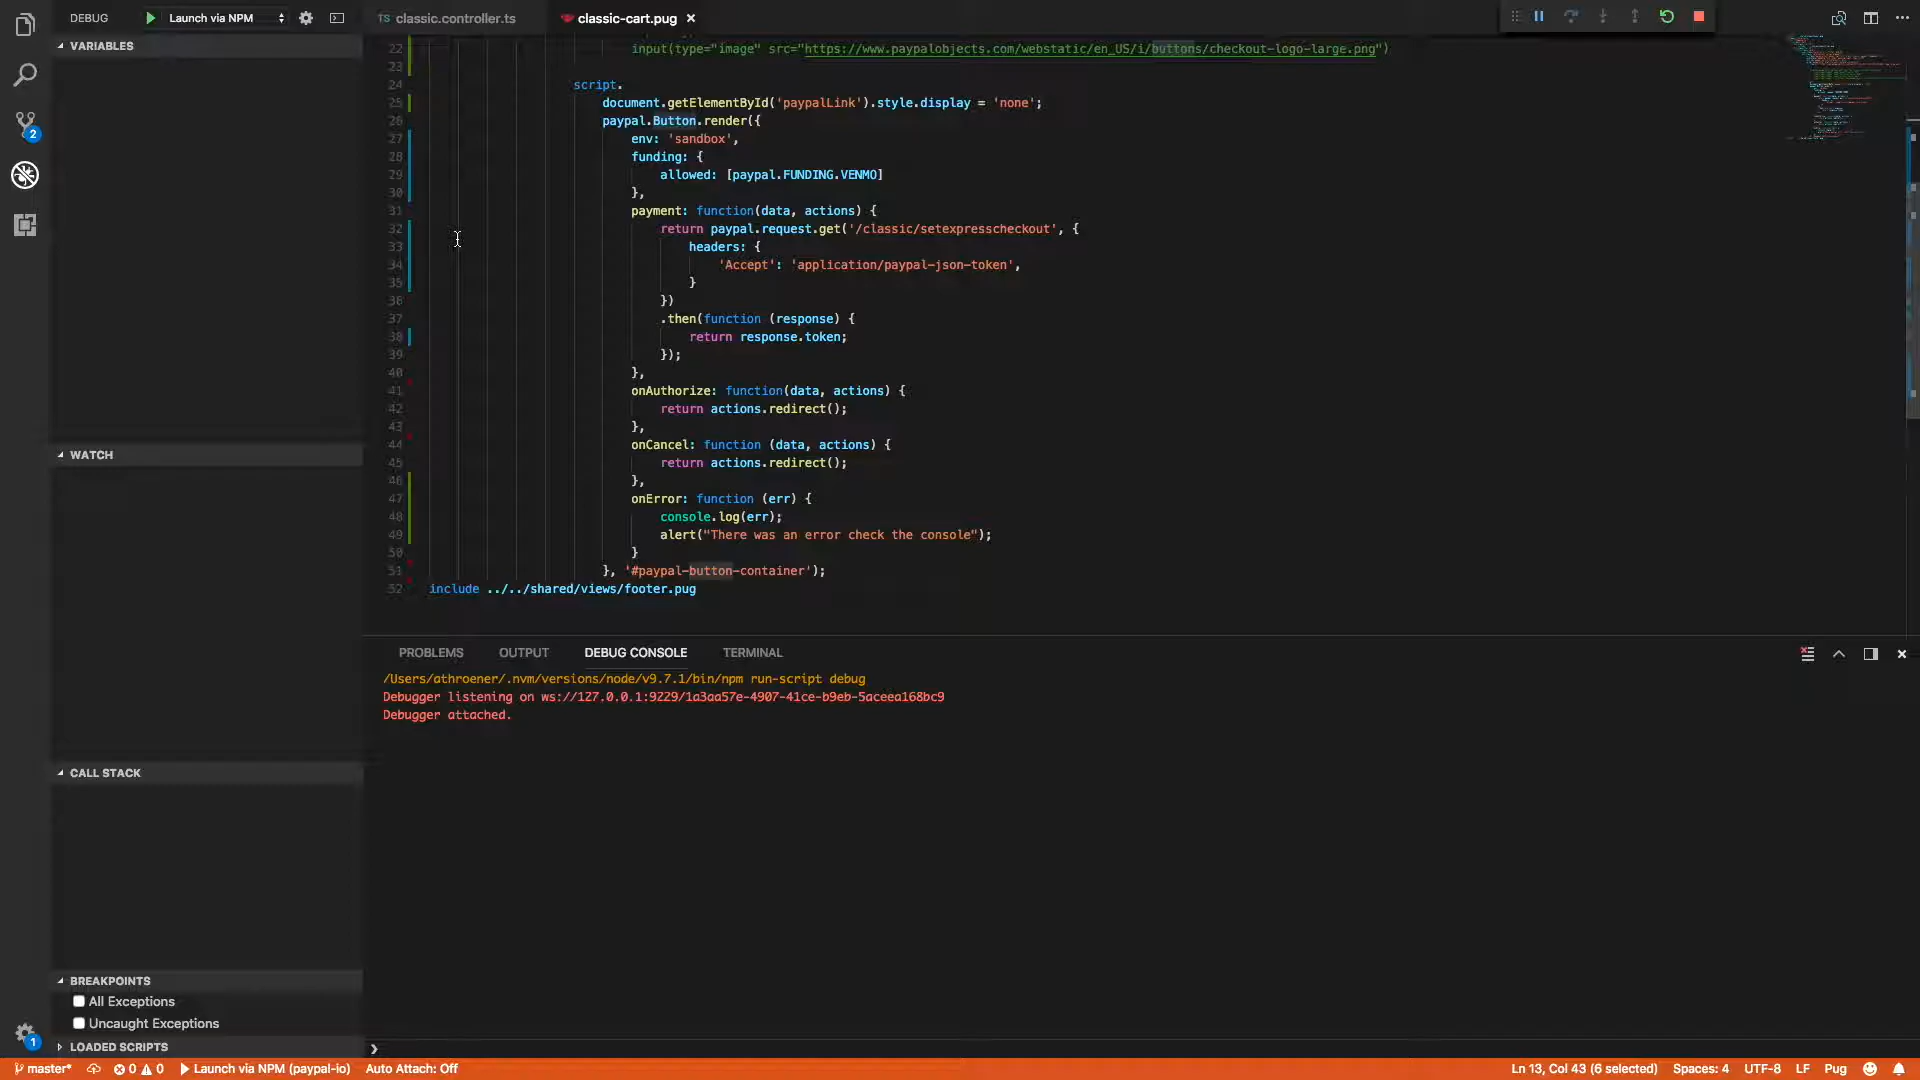 DEBUG Launch via NPM
TS classic.controller.ts
classic-cart.pug ×
VARIABLES
22 input(type="image" src="https://www.paypalobjects.com/webstatic/en_US/i/buttons/checkout-logo-large.png")
23
24 script.
25 document.getElementById('paypalLink').style.display = 'none';
26 paypal.Button.render({
27 env: 'sandbox',
28 funding: {
29 allowed: [paypal.FUNDING.VENMO]
30 },
31 payment: function(data, actions) {
32 return paypal.request.get('/classic/setexpresscheckout', {
33 headers: {
34 'Accept': 'application/paypal-json-token',
35 }
36 })
37 .then(function (response) {
38 return response.token;
39 });
40 },
41 onAuthorize: function(data, actions) {
42 return actions.redirect();
43 },
44 onCancel: function (data, actions) {
45 return actions.redirect();
46 },
47 onError: function (err) {
48 console.log(err);
49 alert("There was an error check the console");
50 }
51 }, '#paypal-button-container');
52 include ../../shared/views/footer.pug
2
WATCH
CALL STACK
BREAKPOINTS
All Exceptions
Uncaught Exceptions
LOADED SCRIPTS
1
PROBLEMS OUTPUT DEBUG CONSOLE TERMINAL
/Users/athroener/.nvm/versions/node/v9.7.1/bin/npm run-script debug
Debugger listening on ws://127.0.0.1:9229/1a3aa57e-4907-41ce-b9eb-5aceea168bc9
Debugger attached.
master* 0 0 Launch via NPM (paypal-io) Auto Attach: Off
Ln 13, Col 43 (6 selected) Spaces: 4 UTF-8 LF Pug